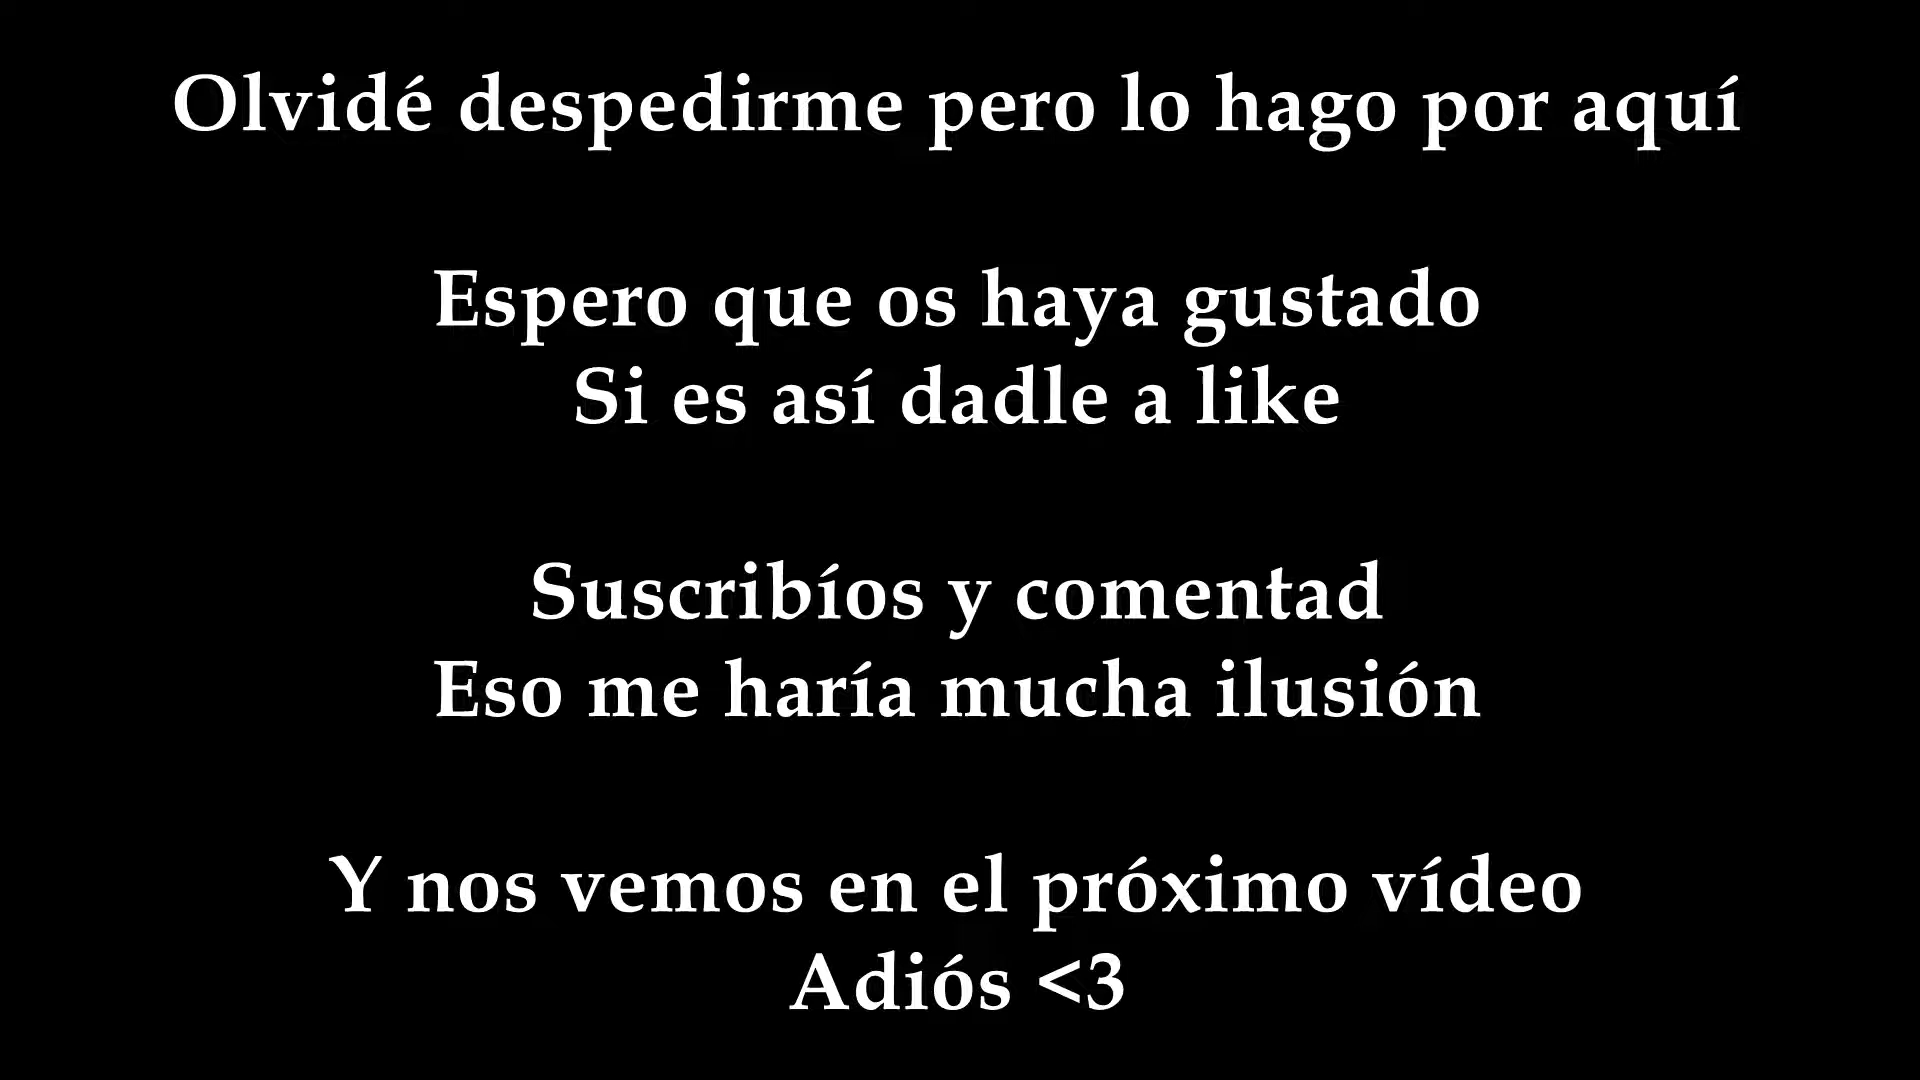 Olvidé despedirme pero lo hago por aquí
Espero que os haya gustado
Si es así dadle a like
Suscribíos y comentad
Eso me haría mucha ilusión
Y nos vemos en el próximo vídeo
Adiós <3